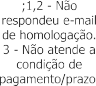 ;1,2 - Não
respondeu e-mail
de homologação.
3 - Não atende a
condição de
pagamento/prazo